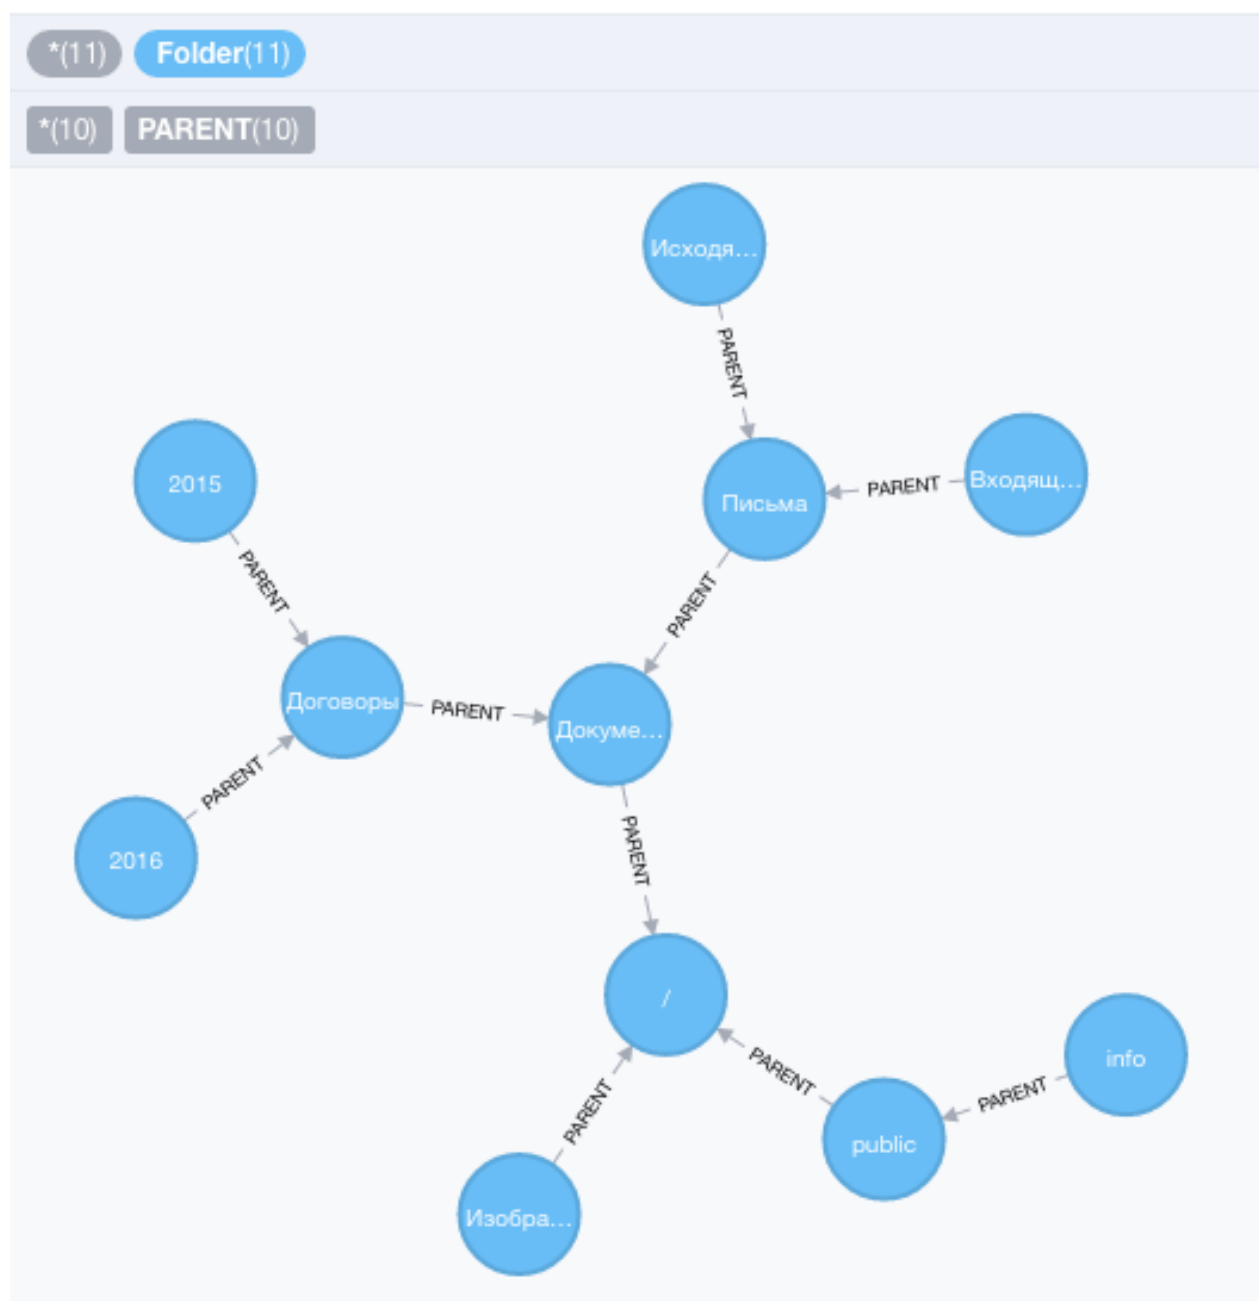 *(11) Folder(11)
*(10) PARENT(10)
Исходя...
PARENT
2015
Письма
PARENT
Входящ...
PARENT
PARENT
Договоры
PARENT
Докуме...
PARENT
2016
PARENT
/
PARENT
public
PARENT
info
PARENT
Изобра...